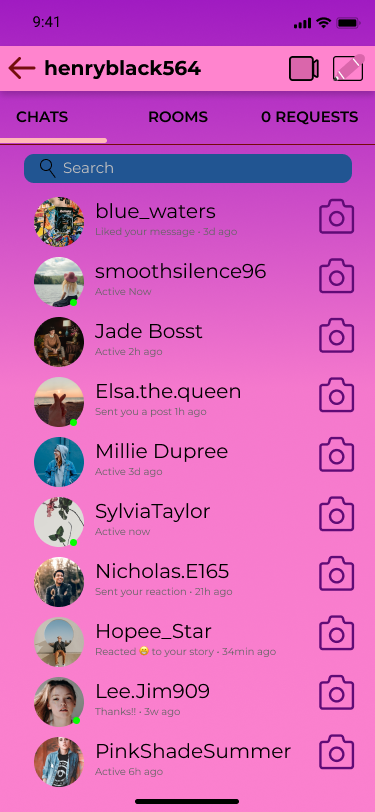 9:41
henryblack564
CHATS ROOMS 0 REQUESTS
Search
blue_waters
Liked your message • 3d ago
smoothsilence96
Active Now
Jade Bosst
Active 2h ago
Elsa.the.queen
Sent you a post 1h ago
Millie Dupree
Active 3d ago
SylviaTaylor
Active now
Nicholas.E165
Sent your reaction • 21h ago
Hopee_Star
Reacted 🤩 to your story • 34min ago
Lee.Jim909
Thanks!! • 3w ago
PinkShadeSummer
Active 6h ago